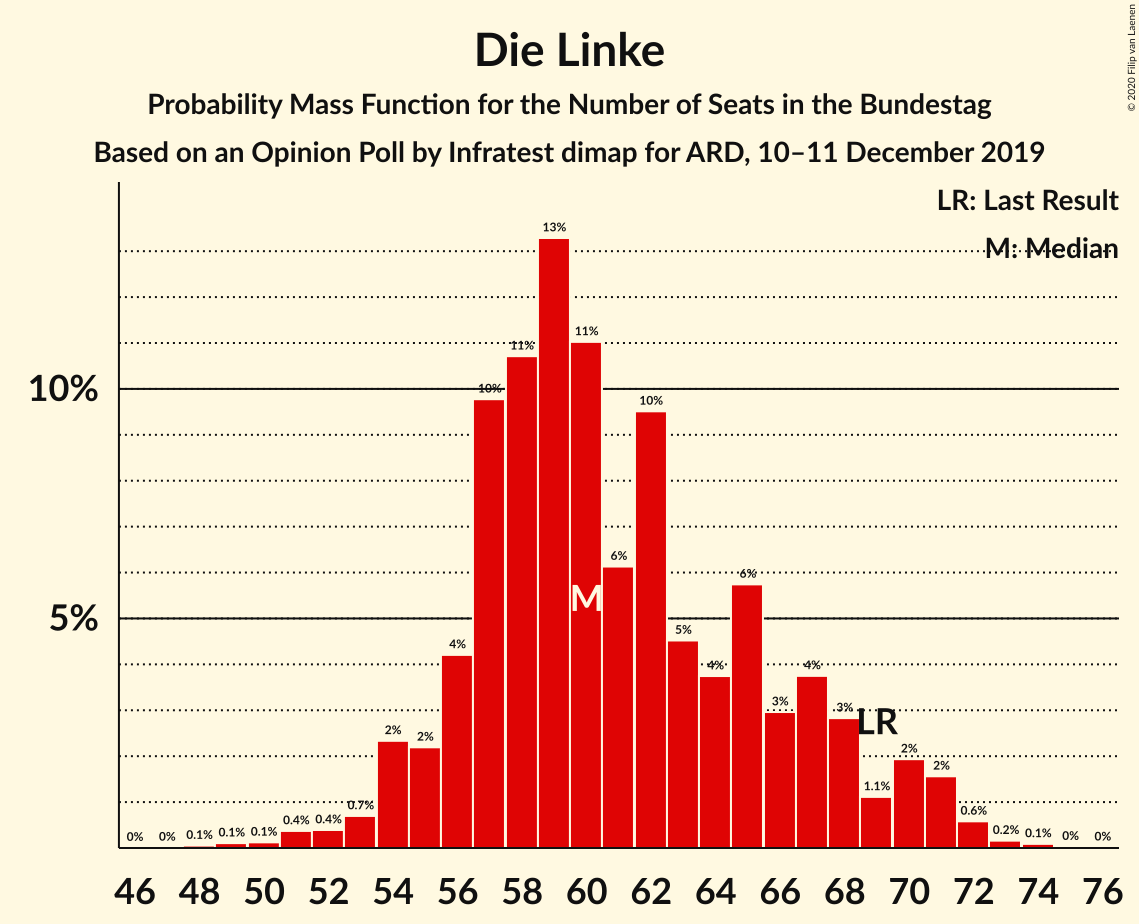 Die Linke
Probability Mass Function for the Number of Seats in the Bundestag
Based on an Opinion Poll by Infratest dimap for ARD, 10–11 December 2019
© 2020 Filip van Laenen
LR: Last Result
M: Median
13%
11%
11%
10%
10%
10%
6%
6%
M
5%
5%
4%
4%
4%
3%
3%
LR
2%
2%
2%
2%
1.1%
0.7%
0.6%
0.4%
0.4%
0.2%
0% 0% 0.1% 0.1% 0.1% 0.1% 0% 0%
46 48 50 52 54 56 58 60 62 64 66 68 70 72 74 76